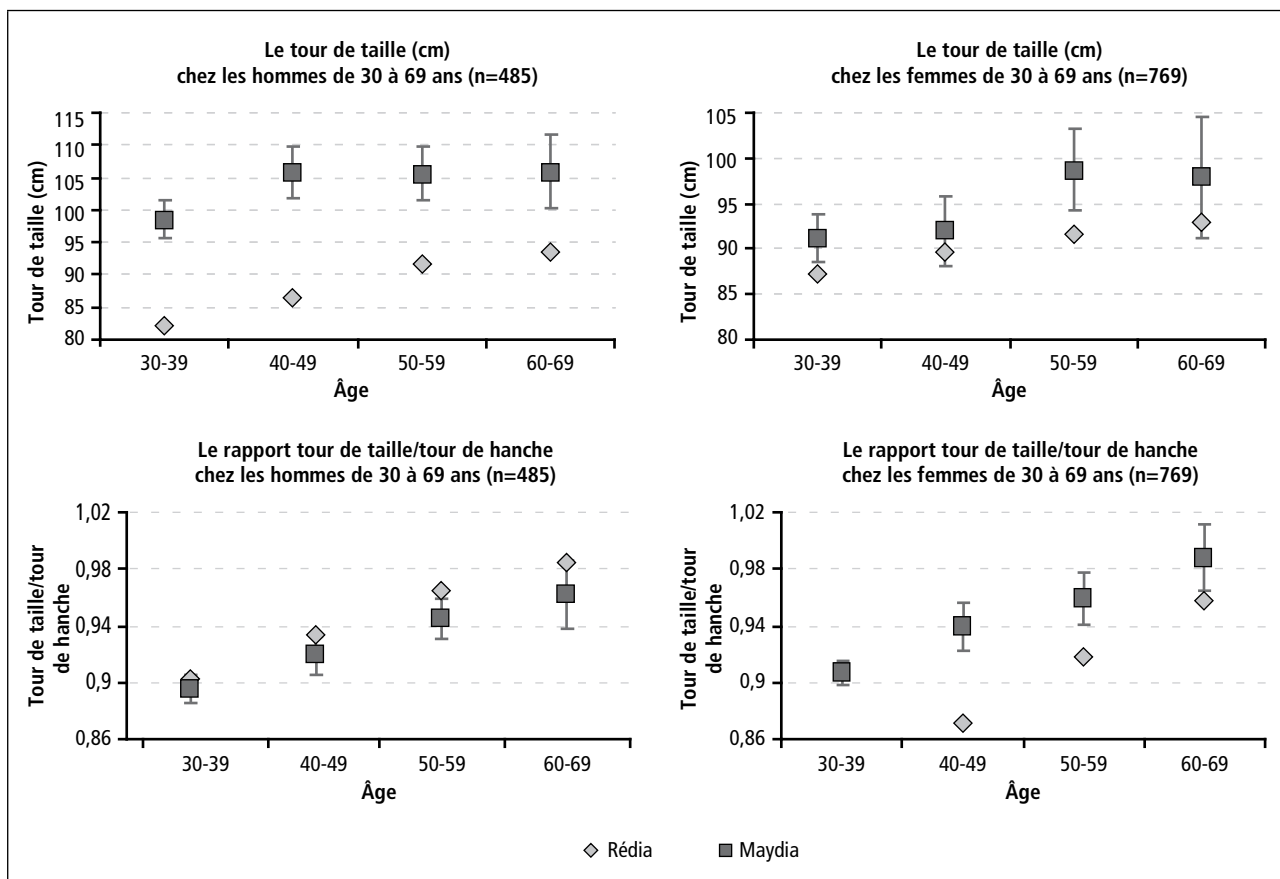 Le tour de taille (cm)
chez les hommes de 30 à 69 ans (n=485)
Tour de taille (cm)
115
110
105
100
95
90
85
80
30-39
40-49
50-59
60-69
Âge
Le tour de taille (cm)
chez les femmes de 30 à 69 ans (n=769)
Tour de taille (cm)
105
100
95
90
85
80
30-39
40-49
50-59
60-69
Âge
Le rapport tour de taille/tour de hanche
chez les hommes de 30 à 69 ans (n=485)
Tour de taille/tour
de hanche
1,02
0,98
0,94
0,9
0,86
30-39
40-49
50-59
60-69
Âge
Le rapport tour de taille/tour de hanche
chez les femmes de 30 à 69 ans (n=769)
Tour de taille/tour
de hanche
1,02
0,98
0,94
0,9
0,86
30-39
40-49
50-59
60-69
Âge
Rédia
Maydia